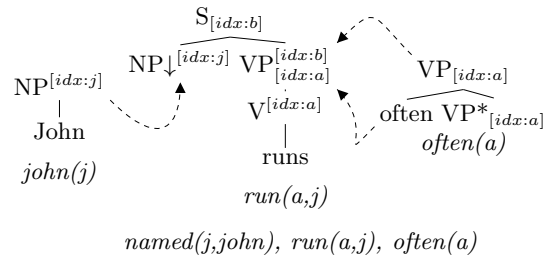 S[idx:b]
NP↓[idx:j] VP[idx:b][idx:a]
VP[idx:a]
NP[idx:j]
V[idx:a]
often VP*[idx:a]
John
often(a)
runs
john(j)
run(a,j)
named(j,john), run(a,j), often(a)